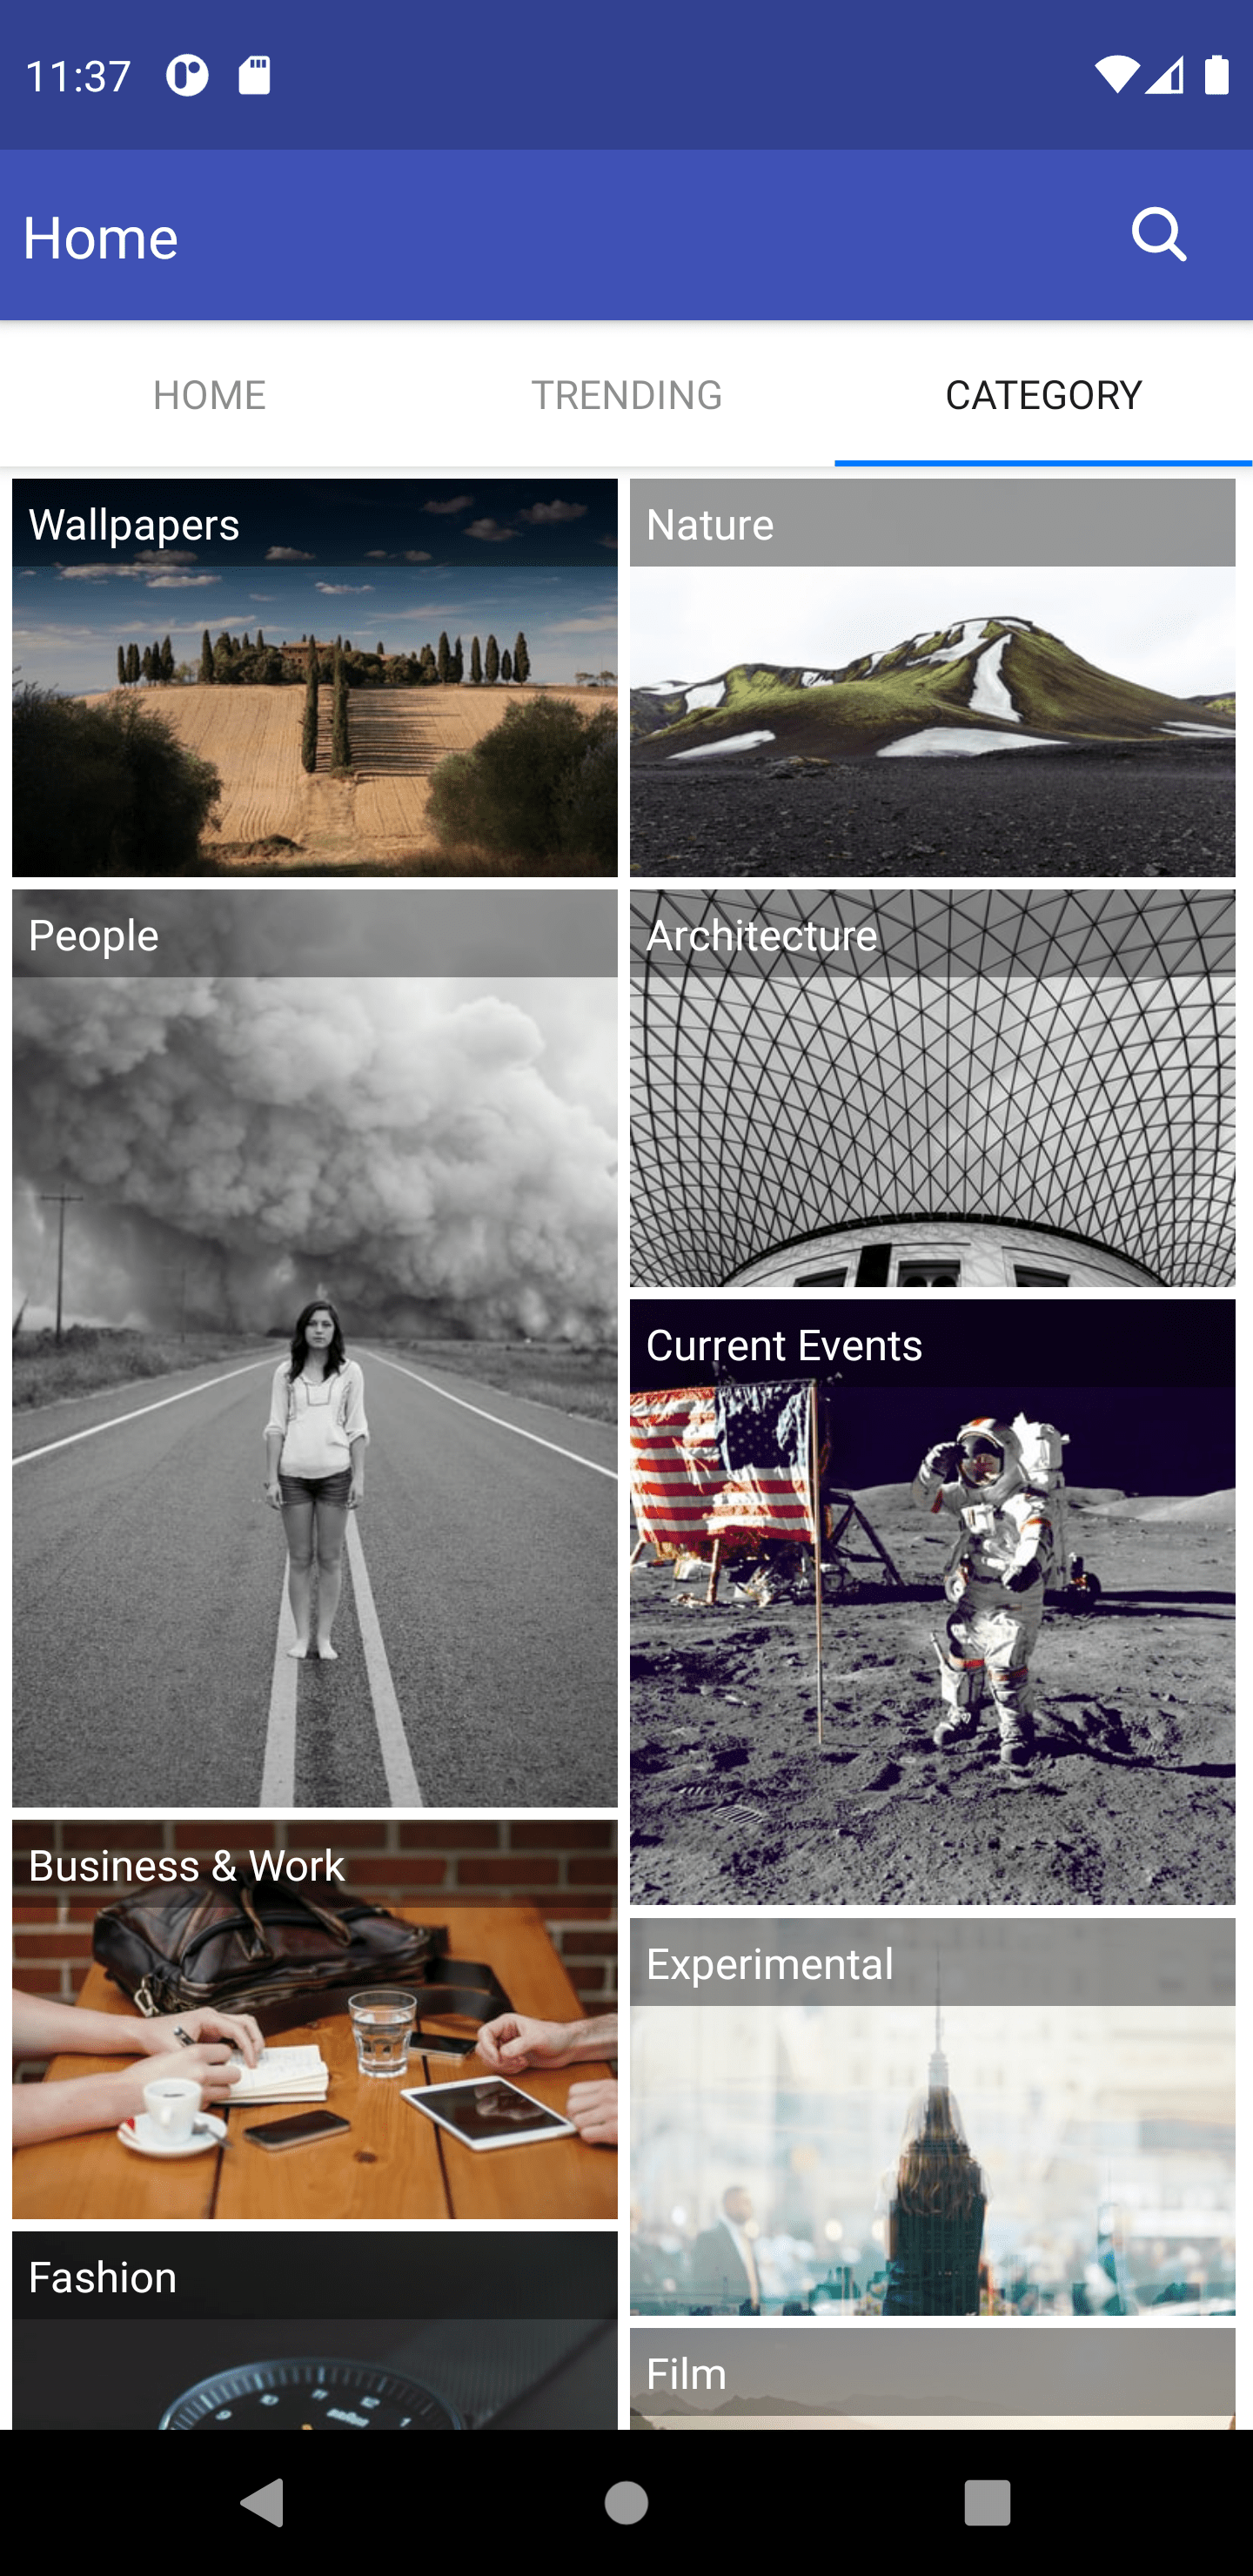 11:37
Home
HOME
TRENDING
CATEGORY
Wallpapers
Nature
People
Architecture
Current Events
Business & Work
Experimental
Fashion
Film